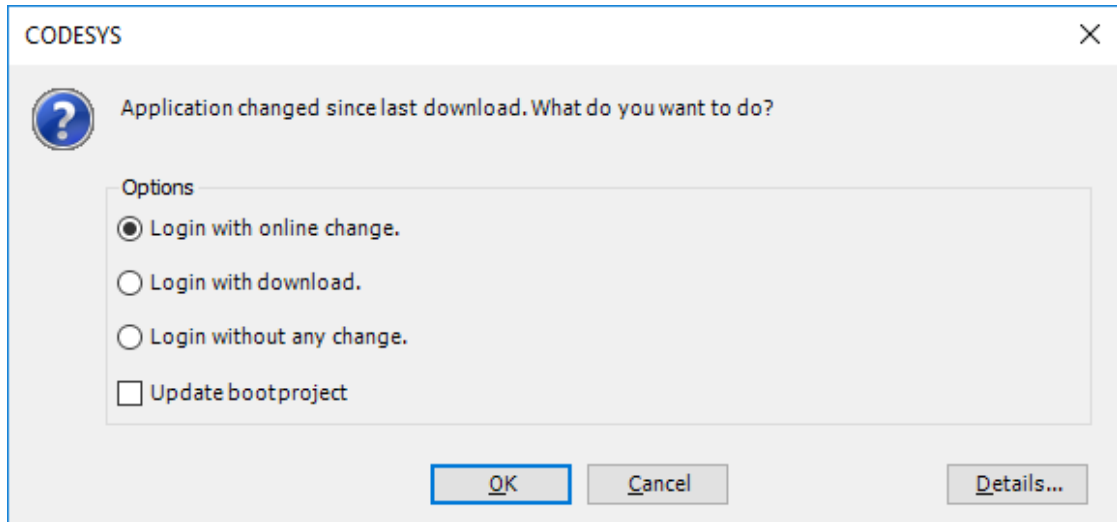 CODESYS
Application changed since last download. What do you want to do?
Options
Login with online change.
Login with download.
Login without any change.
Update bootproject
OK
Cancel
Details...